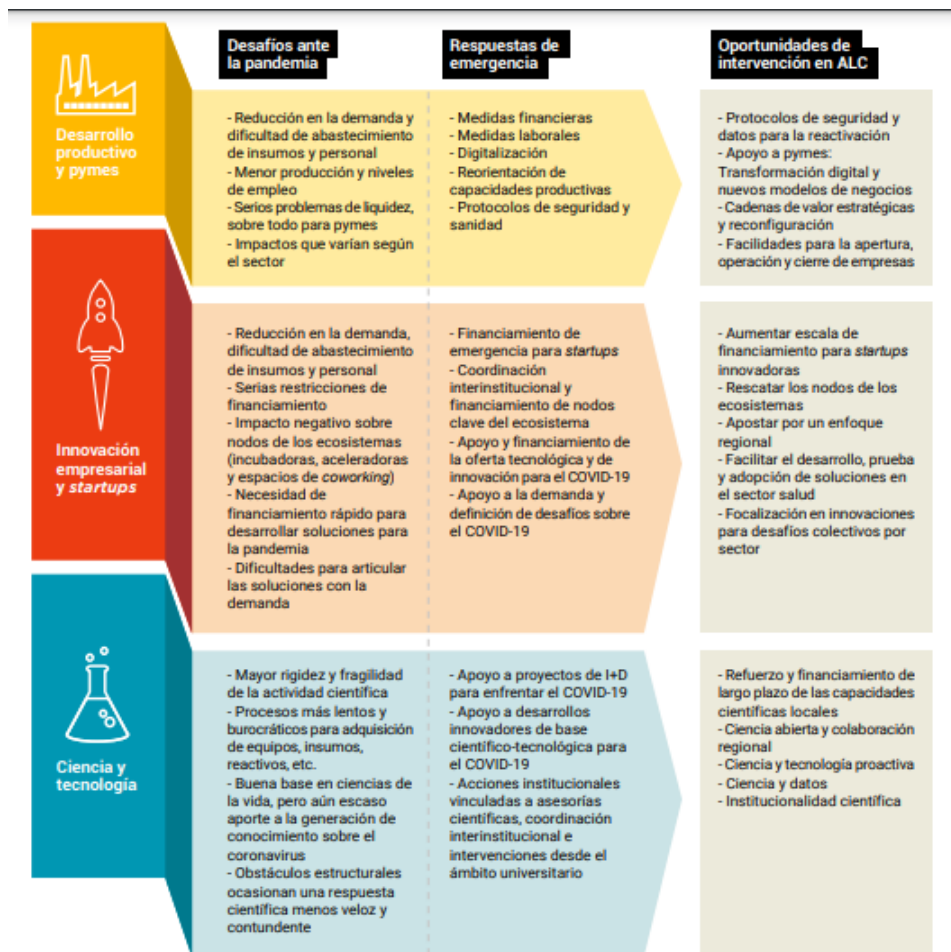 Desafíos ante
la pandemia
Respuestas de
emergencia
Oportunidades de
intervención en ALC
Desarrollo
productivo
y pymes
- Reducción en la demanda y
dificultad de abastecimiento
de insumos y personal
- Menor producción y niveles
de empleo
- Serios problemas de liquidez,
sobre todo para pymes
- Impactos que varían según
el sector
- Medidas financieras
- Medidas laborales
- Digitalización
- Reorientación de
capacidades productivas
- Protocolos de seguridad y
sanidad
- Protocolos de seguridad y
datos para la reactivación
- Apoyo a pymes:
Transformación digital y
nuevos modelos de negocios
- Cadenas de valor estratégicas
y reconfiguración
- Facilidades para la apertura,
operación y cierre de empresas
Innovación
empresarial
y startups
- Reducción en la demanda,
dificultad de abastecimiento
de insumos y personal
- Serias restricciones de
financiamiento
- Impacto negativo sobre
nodos de los ecosistemas
(incubadoras, aceleradoras
y espacios de coworking)
- Necesidad de
financiamiento rápido para
desarrollar soluciones para
la pandemia
- Dificultades para articular
las soluciones con la
demanda
- Financiamiento de
emergencia para startups
- Coordinación
interinstitucional y
financiamiento de nodos
clave del ecosistema
- Apoyo y financiamiento de
la oferta tecnológica y de
innovación para el COVID-19
- Apoyo a la demanda y
definición de desafíos sobre
el COVID-19
- Aumentar escala de
financiamiento para startups
innovadoras
- Rescatar los nodos de los
ecosistemas
- Apostar por un enfoque
regional
- Facilitar el desarrollo, prueba
y adopción de soluciones en
el sector salud
- Focalización en innovaciones
para desafíos colectivos por
sector
Ciencia y
tecnología
- Mayor rigidez y fragilidad
de la actividad científica
- Procesos más lentos y
burocráticos para adquisición
de equipos, insumos,
reactivos, etc.
- Buena base en ciencias de
la vida, pero aún escaso
aporte a la generación de
conocimiento sobre el
coronavirus
- Obstáculos estructurales
ocasionan una respuesta
científica menos veloz y
contundente
- Apoyo a proyectos de I+D
para enfrentar el COVID-19
- Apoyo a desarrollos
innovadores de base
científico-tecnológica para
el COVID-19
- Acciones institucionales
vinculadas a asesorías
científicas, coordinación
interinstitucional e
intervenciones desde el
ámbito universitario
- Refuerzo y financiamiento de
largo plazo de las capacidades
científicas locales
- Ciencia abierta y colaboración
regional
- Ciencia y tecnología proactiva
- Ciencia y datos
- Institucionalidad científica